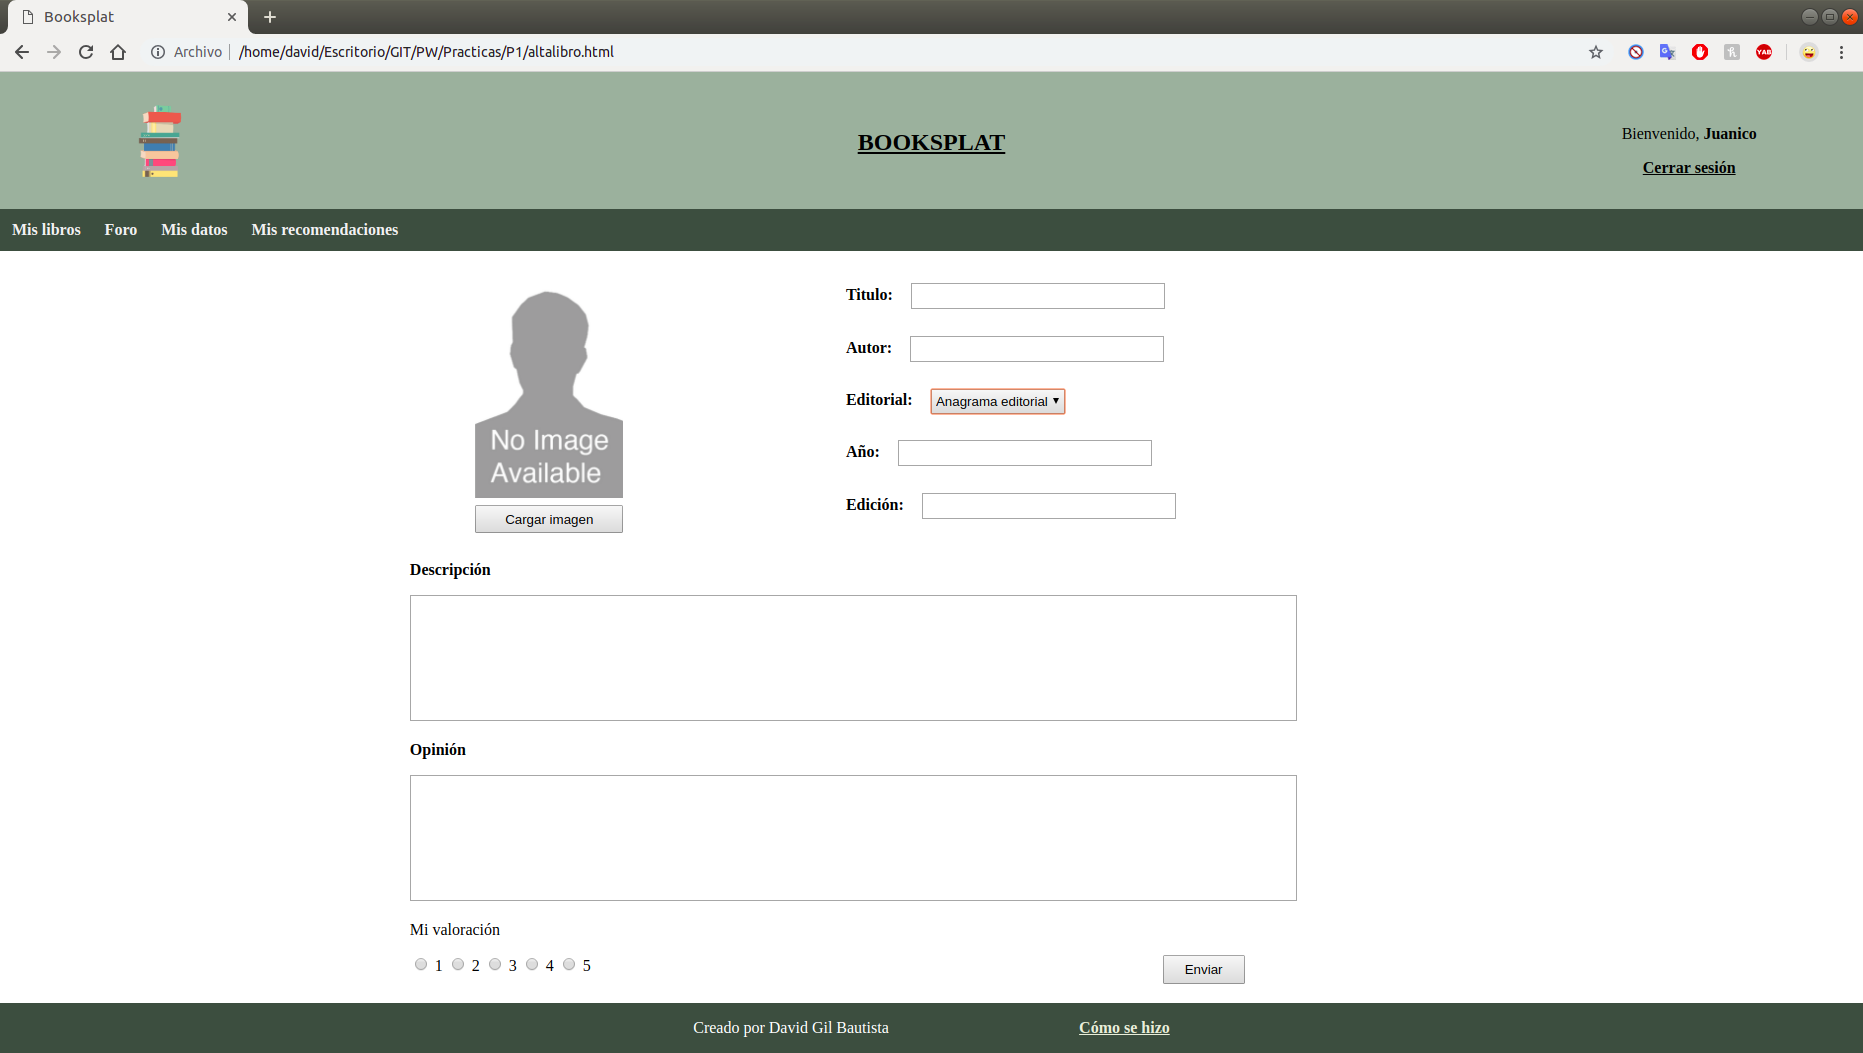 Booksplat
Archivo
/home/david/Escritorio/GIT/PW/Practicas/P1/altalibro.html
YAB
BOOKSPLAT
Bienvenido, Juanico
Cerrar sesión
Mis libros Foro Mis datos Mis recomendaciones
No Image
Available
Cargar imagen
Titulo:
Autor:
Editorial: Anagrama editorial
Año:
Edición:
Descripción
Opinión
Mi valoración
1 2 3 4 5
Enviar
Creado por David Gil Bautista Cómo se hizo